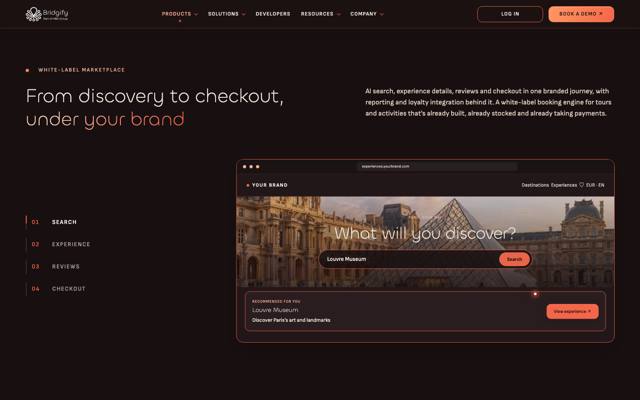 Bridgify
PRODUCTS
SOLUTIONS
DEVELOPERS
RESOURCES
COMPANY
LOG IN
BOOK A DEMO ↗
WHITE-LABEL MARKETPLACE
From discovery to checkout,
under your brand
AI search, experience details, reviews and checkout in one branded journey, with
reporting and loyalty integration behind it. A white-label booking engine for tours
and activities that's already built, already stocked and already taking payments.
01 SEARCH
02 EXPERIENCE
03 REVIEWS
04 CHECKOUT
experiences.yourbrand.com
YOUR BRAND
Destinations Experiences ♡ EUR · EN
What will you discover?
Louvre Museum
Search
RECOMMENDED FOR YOU
Louvre Museum
Discover Paris's art and landmarks
View experience ↗